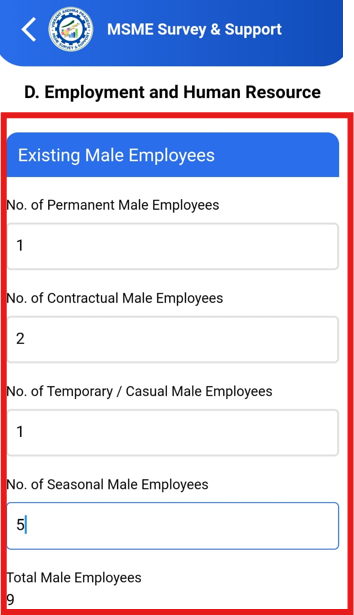 MSME Survey & Support
D. Employment and Human Resource
Existing Male Employees
No. of Permanent Male Employees
1
No. of Contractual Male Employees
2
No. of Temporary / Casual Male Employees
1
No. of Seasonal Male Employees
5
Total Male Employees
9